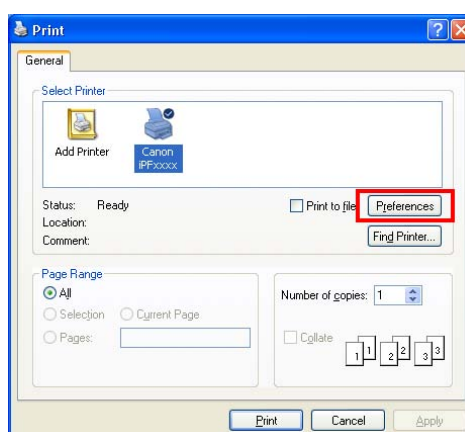 Print
General
Select Printer
Add Printer
Canon
iPFxxxx
Status: Ready
Location:
Comment:
Print to file
Preferences
Find Printer...
Page Range
All
Selection
Current Page
Pages:
Number of copies: 1
Collate
1 1 2 2 3 3
Print
Cancel
Apply